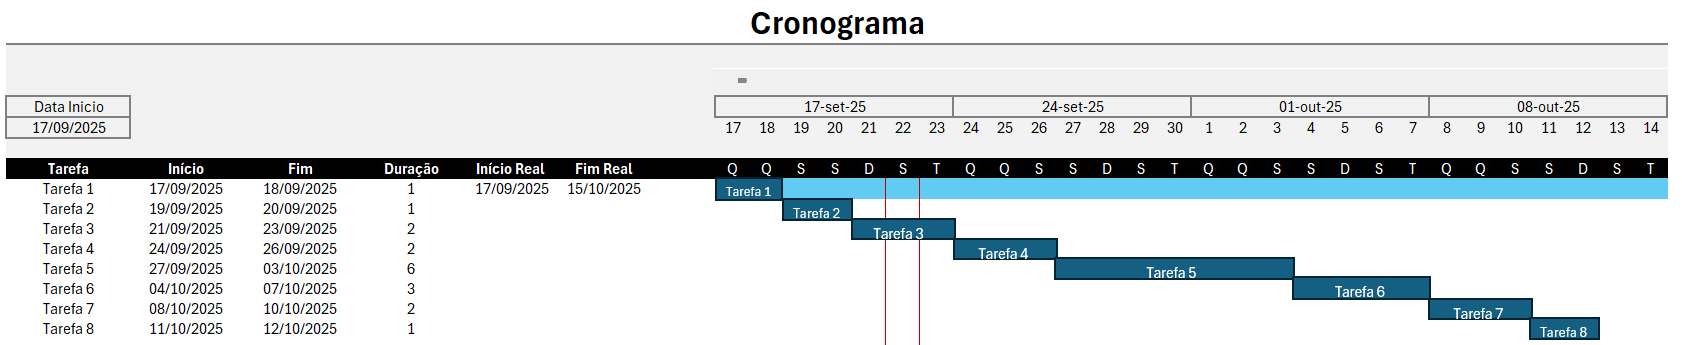 Cronograma
Data Inicio 17-set-25 24-set-25 01-out-25 08-out-25
17/09/2025 17 18 19 20 21 22 23 24 25 26 27 28 29 30 1 2 3 4 5 6 7 8 9 10 11 12 13 14
Tarefa Início Fim Duração Início Real Fim Real Q Q S S D S T Q Q S S D S T Q Q S S D S T Q Q S S D S T
Tarefa 1 17/09/2025 18/09/2025 1 17/09/2025 15/10/2025 Tarefa 1
Tarefa 2 19/09/2025 20/09/2025 1 Tarefa 2
Tarefa 3 21/09/2025 23/09/2025 2 Tarefa 3
Tarefa 4 24/09/2025 26/09/2025 2 Tarefa 4
Tarefa 5 27/09/2025 03/10/2025 6 Tarefa 5
Tarefa 6 04/10/2025 07/10/2025 3 Tarefa 6
Tarefa 7 08/10/2025 10/10/2025 2 Tarefa 7
Tarefa 8 11/10/2025 12/10/2025 1 Tarefa 8